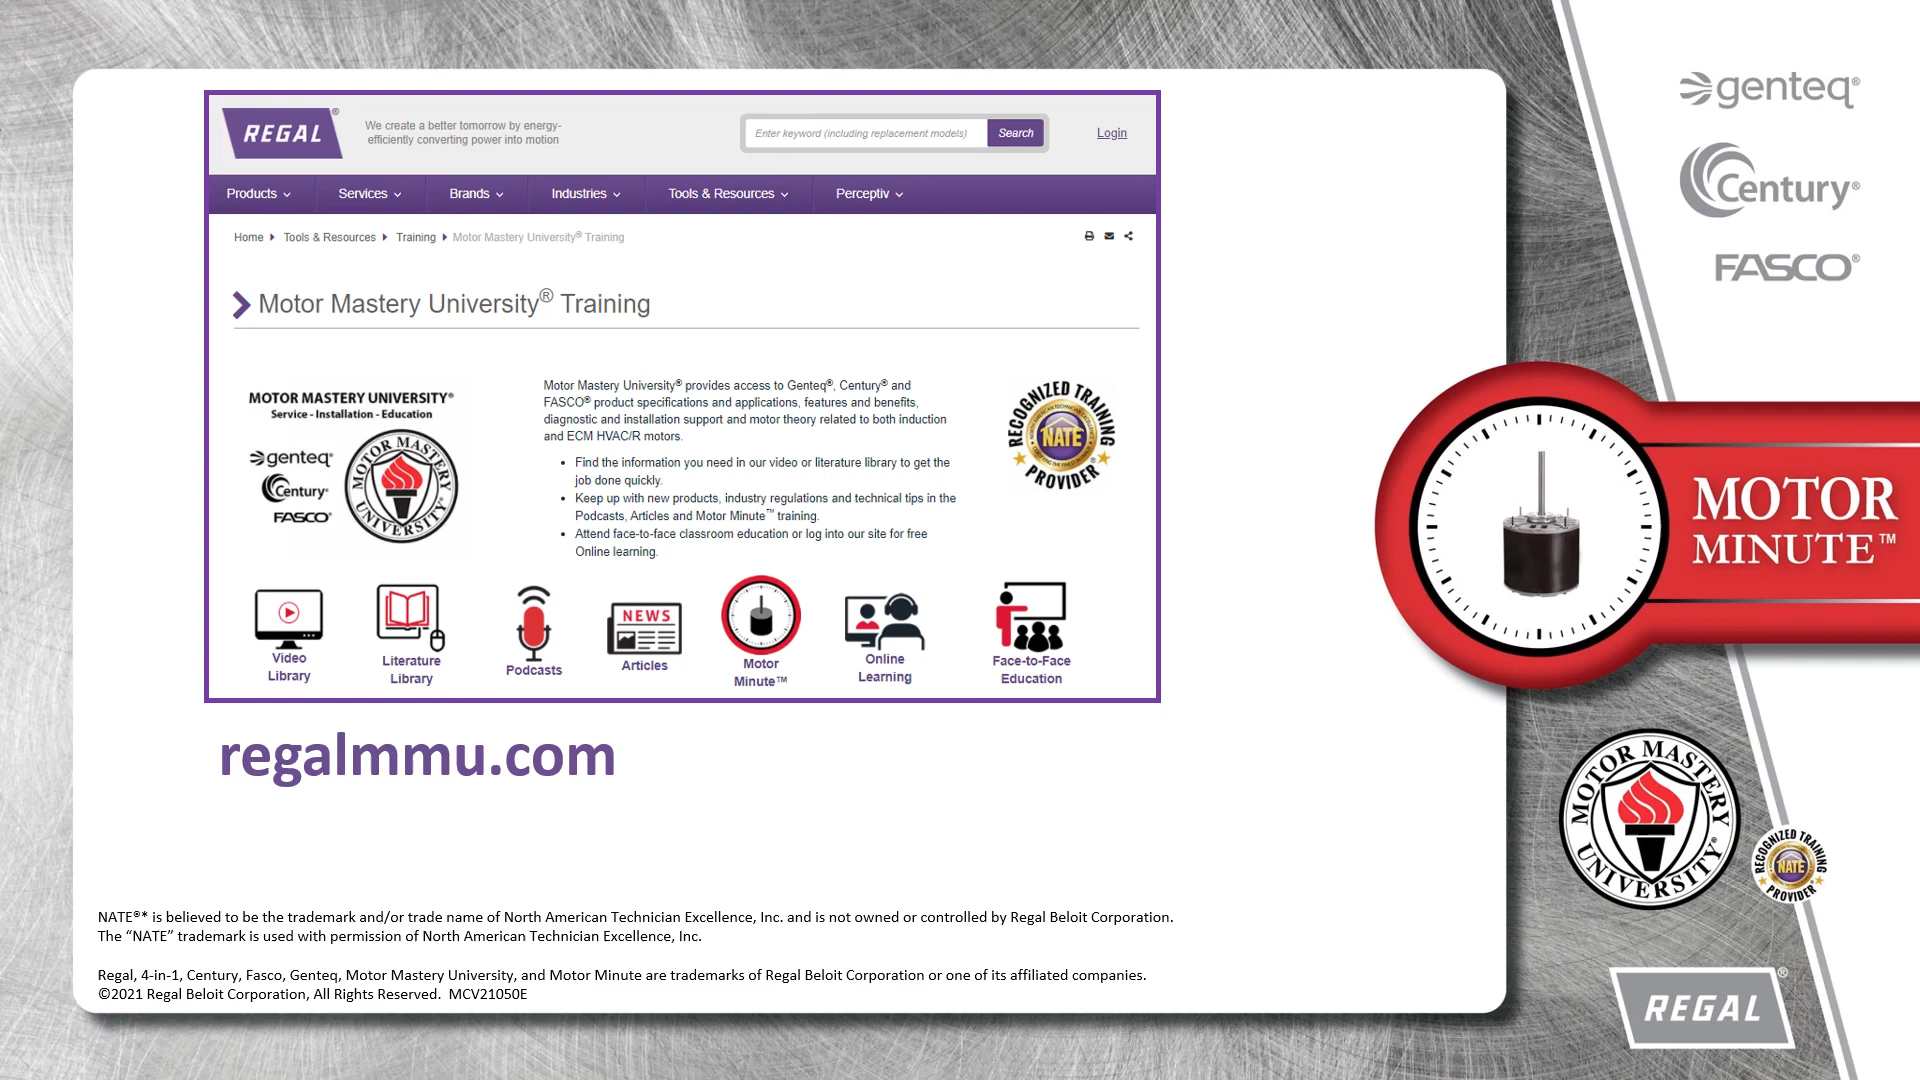 REGAL®
We create a better tomorrow by energy-
efficiently converting power into motion
Enter keyword (including replacement models)
Search
Login
Products
Services
Brands
Industries
Tools & Resources
Perceptiv
Home
Tools & Resources
Training
Motor Mastery University® Training
Motor Mastery University® Training
MOTOR MASTERY UNIVERSITY®
Service - Installation - Education
genteq®
Century®
FASCO®
MOTOR MASTERY
UNIVERSITY®
Motor Mastery University® provides access to Genteq®, Century® and
FASCO® product specifications and applications, features and benefits,
diagnostic and installation support and motor theory related to both induction
and ECM HVAC/R motors.
• Find the information you need in our video or literature library to get the
job done quickly.
• Keep up with new products, industry regulations and technical tips in the
Podcasts, Articles and Motor Minute™ training.
• Attend face-to-face classroom education or log into our site for free
Online learning.
RECOGNIZED TRAINING
NATE
PROVIDER
Video
Library
Literature
Library
Podcasts
NEWS
Articles
Motor
Minute™
Online
Learning
Face-to-Face
Education
regalmmu.com
NATE®* is believed to be the trademark and/or trade name of North American Technician Excellence, Inc. and is not owned or controlled by Regal Beloit Corporation.
The “NATE” trademark is used with permission of North American Technician Excellence, Inc.
Regal, 4-in-1, Century, Fasco, Genteq, Motor Mastery University, and Motor Minute are trademarks of Regal Beloit Corporation or one of its affiliated companies.
©2021 Regal Beloit Corporation, All Rights Reserved.  MCV21050E
genteq®
Century®
FASCO®
MOTOR
MINUTE™
MOTOR MASTERY
UNIVERSITY®
RECOGNIZED TRAINING
NATE
PROVIDER
REGAL®